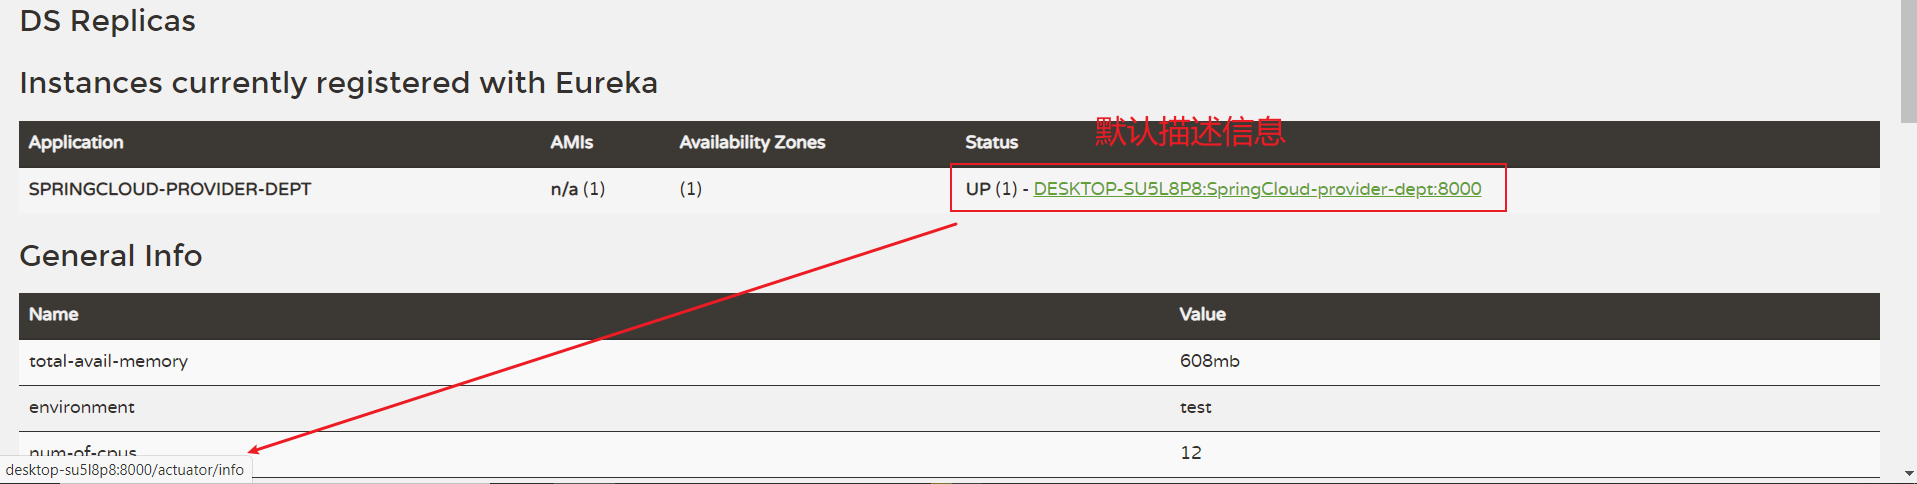 DS Replicas
Instances currently registered with Eureka
默认描述信息
Application AMIs Availability Zones Status
SPRINGCLOUD-PROVIDER-DEPT n/a (1) (1) UP (1) - DESKTOP-SU5L8P8:SpringCloud-provider-dept:8000
General Info
Name Value
total-avail-memory 608mb
environment test
num-of-cpus 12
desktop-su5l8p8:8000/actuator/info